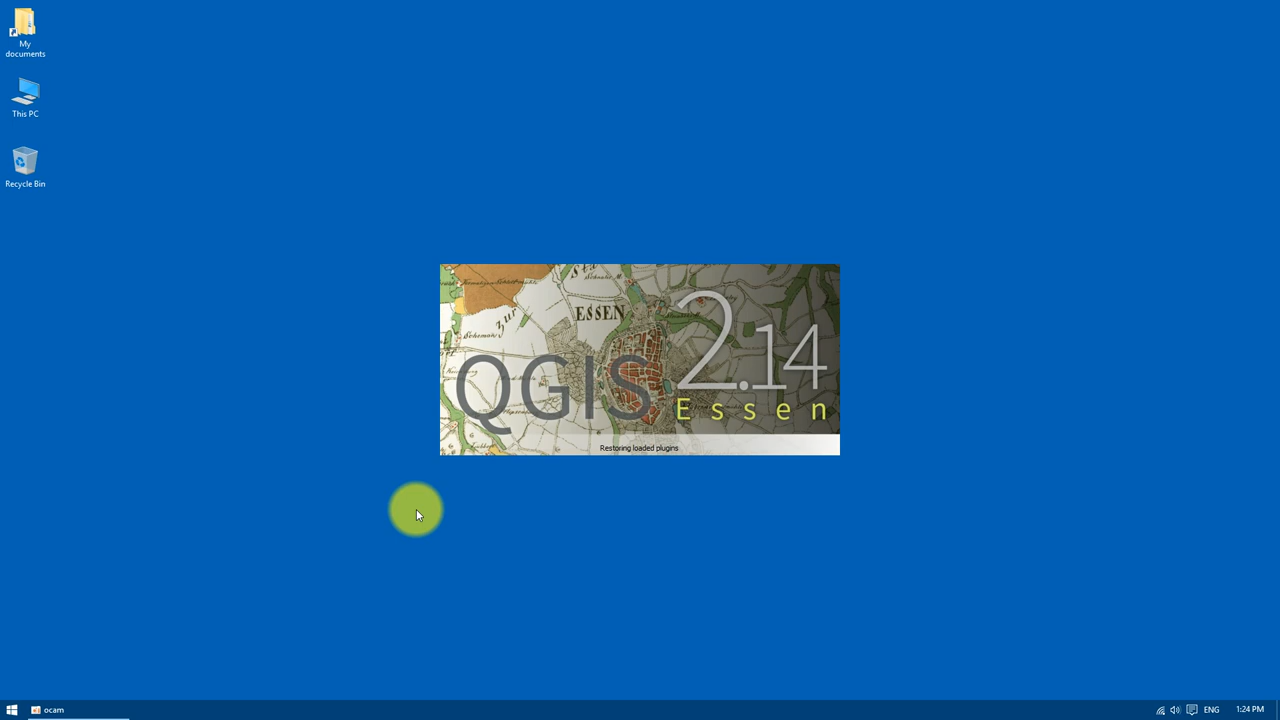 My
documents
This PC
Recycle Bin
ESSEN
zur
QGIS
2.14
Essen
Restoring loaded plugins
ocam
ENG
1:24 PM